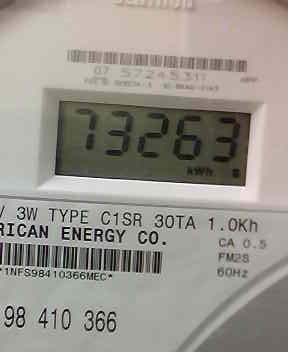 07 57245311
73263
kWh
V 3W TYPE C1SR 30TA 1.0Kh
RICAN ENERGY CO.
CA 0.5
FM2S
60Hz
*1NFS98410366MEC*
98 410 366